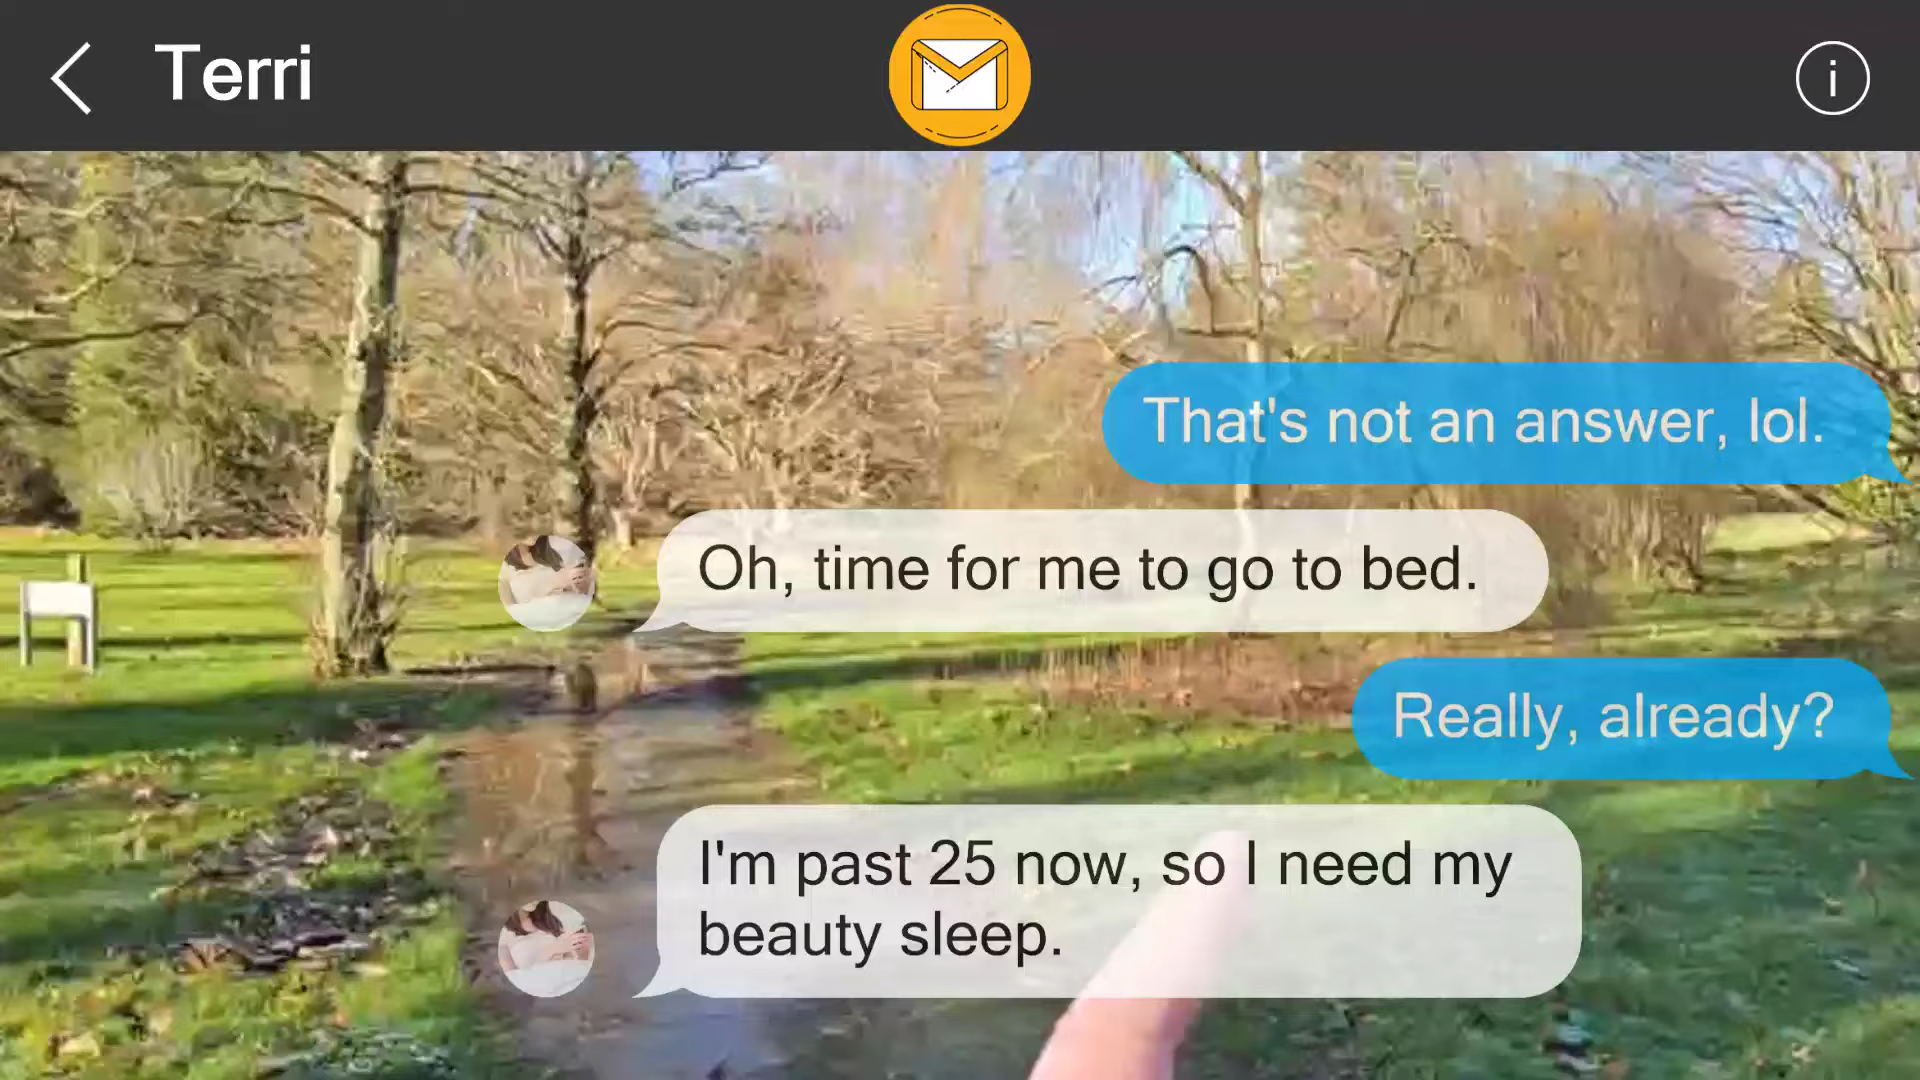 Terri
That's not an answer, lol.
Oh, time for me to go to bed.
Really, already?
I'm past 25 now, so I need my
beauty sleep.